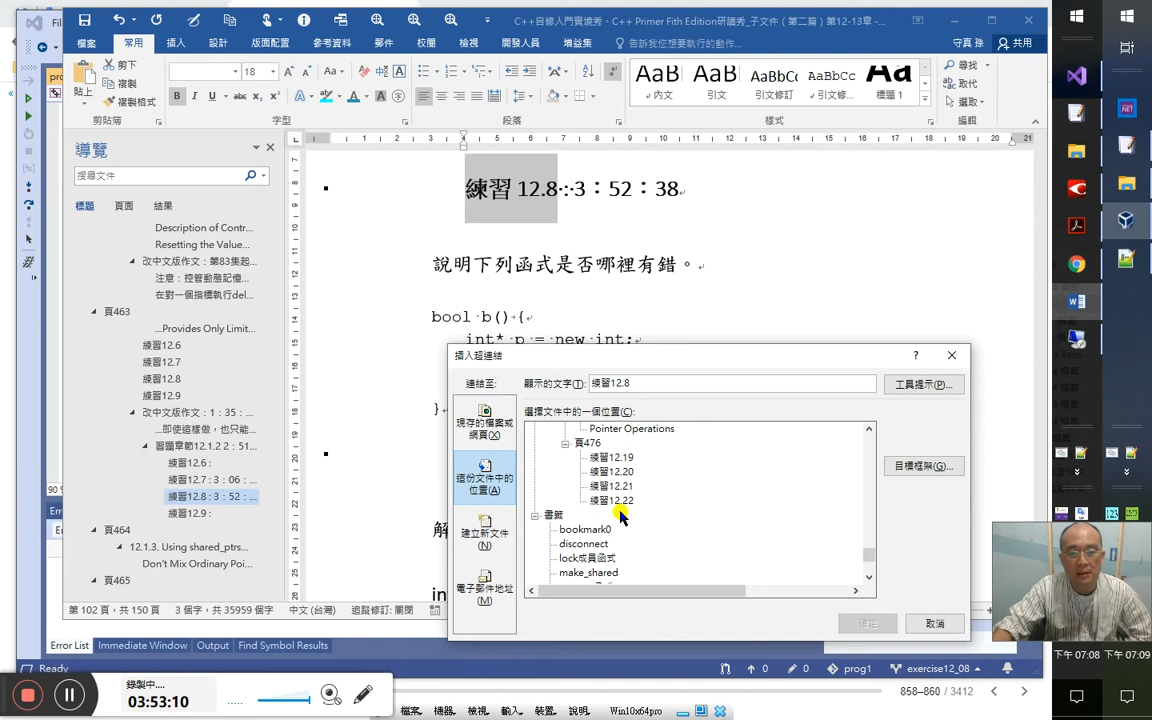 C++自修入門實境秀、C++ Primer Fith Edition研讀秀_子文件（第二篇）第12-13章 - ...
檔案 常用 插入 設計 版面配置 參考資料 郵件 校閱 檢視 開發人員 增益集 告訴我您想要執行的動作... 守真 孫 共用
剪下
複製
複製格式
貼上
剪貼簿
18
字型
段落
AaB AaB AaBbCc AaBbCc AaB
內文 引文 引文修訂 引文修... 標題 1
樣式
尋找
取代
選取
編輯
導覽
搜尋文件
標題 頁面 結果
Description of Contr...
Resetting the Value...
改中文版作文：第83集起...
注意：控管動態記憶...
在對一個指標執行del...
頁463
...Provides Only Limit...
練習12.6
練習12.7
練習12.8
練習12.9
改中文版作文：1：35：...
...即使這樣做，也只能...
習題章節12.1.2 2：51...
練習12.6 :
練習12.7 : 3：06：...
練習12.8 : 3：52：...
練習12.9 :
頁464
12.1.3. Using shared_ptrs...
Don't Mix Ordinary Po...
頁465
練習 12.8 : 3：52：38
說明下列函式是否哪裡有錯。
bool b() {
int* p = new int;
}
解
in
插入超連結
連結至:
顯示的文字(T):
練習12.8
工具提示(P)...
現存的檔案或
網頁(X)
這份文件中的
位置(A)
建立新文件
(N)
電子郵件地址
(M)
選擇文件中的一個位置(C):
Pointer Operations
頁476
練習12.19
練習12.20
練習12.21
練習12.22
書籤
bookmark0
disconnect
lock成員函式
make_shared
目標框架(G)...
確定
取消
第 102 頁，共 150 頁 3 個字，共 35959 個字 中文 (台灣) 追蹤修訂: 關閉
Error List Immediate Window Output Find Symbol Results
Ready
0 0 prog1 exercise12_08
錄製中....
03:53:10
858–860 / 3412
檔案, 機器, 檢視, 輸入, 裝置, 說明, Win10x64pro
下午 07:08 下午 07:09